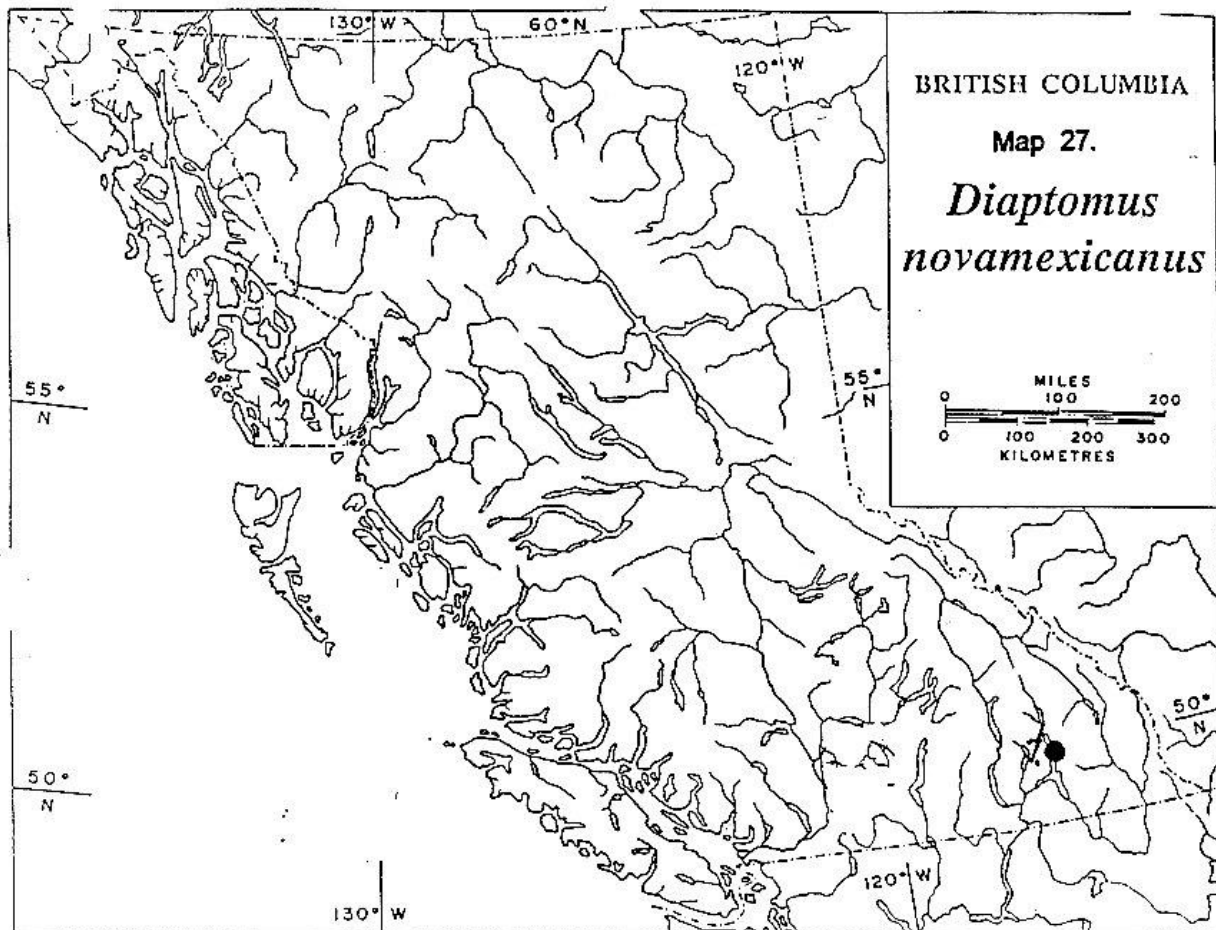 130° W
60° N
120° W
BRITISH COLUMBIA
Map 27.
Diaptomus
novamexicanus
MILES
0 100 200
0 100 200 300
KILOMETRES
55°
N
55°
N
50°
N
50°
N
130° W
120° W